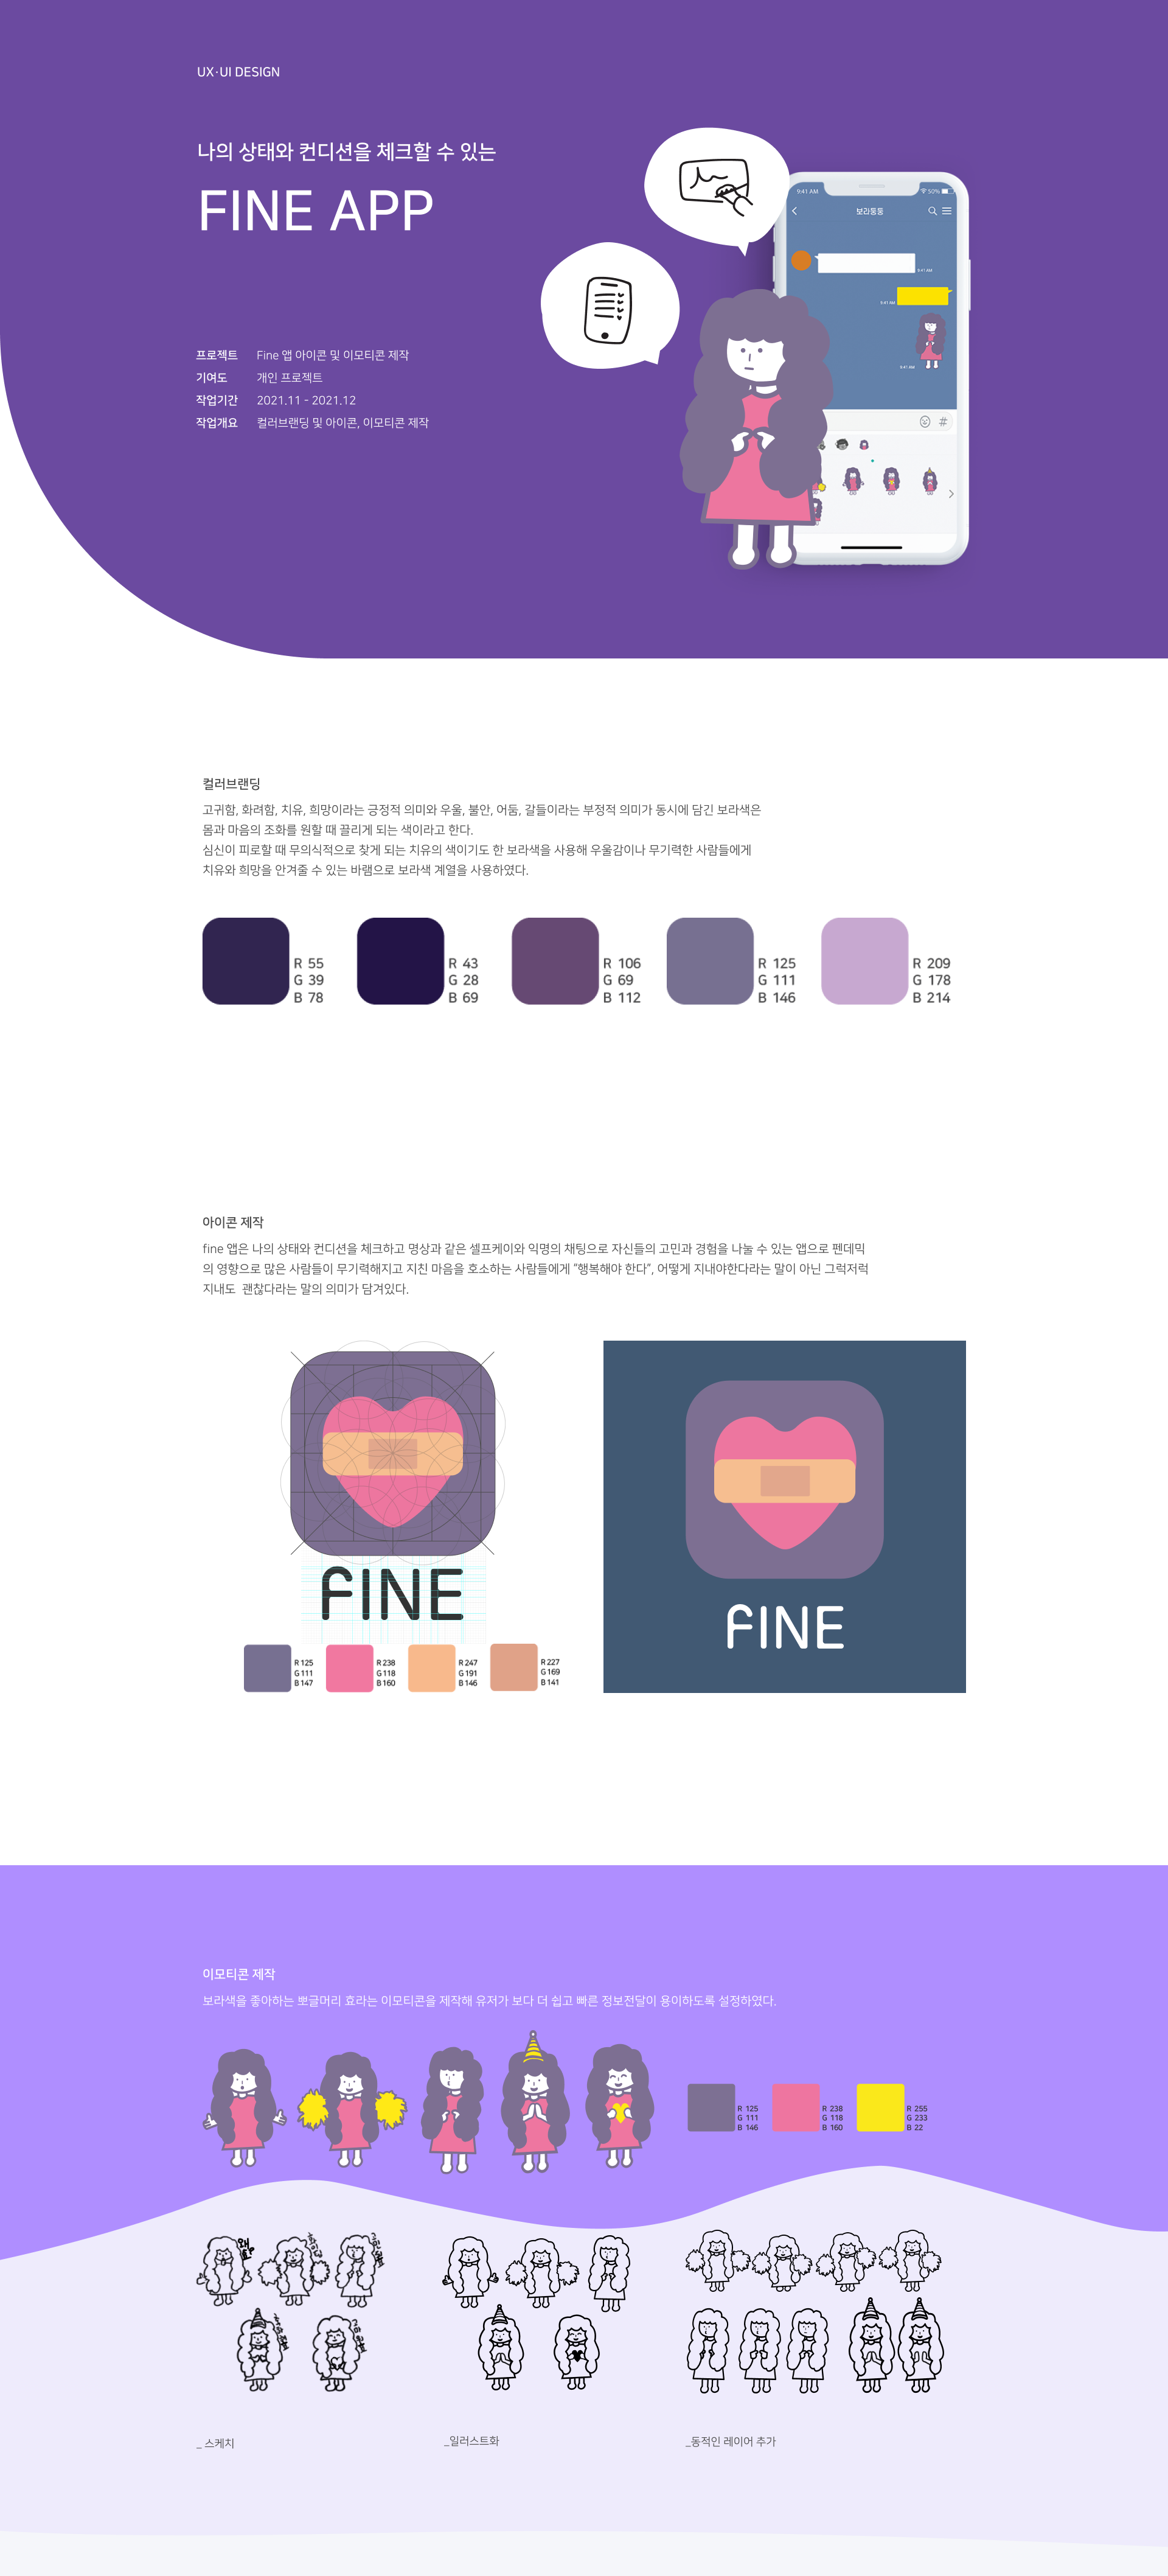 UX·UI DESIGN
나의 상태와 컨디션을 체크할 수 있는
FINE APP
프로젝트 Fine 앱 아이콘 및 이모티콘 제작
기여도 개인 프로젝트
작업기간 2021.11 - 2021.12
작업개요 컬러브랜딩 및 아이콘, 이모티콘 제작
9:41 AM 50%
보라둥둥
9:41 AM
9:41 AM
9:41 AM
#
컬러브랜딩
고귀함, 화려함, 치유, 희망이라는 긍정적 의미와 우울, 불안, 어둠, 갈들이라는 부정적 의미가 동시에 담긴 보라색은
몸과 마음의 조화를 원할 때 끌리게 되는 색이라고 한다.
심신이 피로할 때 무의식적으로 찾게 되는 치유의 색이기도 한 보라색을 사용해 우울감이나 무기력한 사람들에게
치유와 희망을 안겨줄 수 있는 바램으로 보라색 계열을 사용하였다.
R 55 R 43 R 106 R 125 R 209
G 39 G 28 G 69 G 111 G 178
B 78 B 69 B 112 B 146 B 214
아이콘 제작
fine 앱은 나의 상태와 컨디션을 체크하고 명상과 같은 셀프케이와 익명의 채팅으로 자신들의 고민과 경험을 나눌 수 있는 앱으로 펜데믹
의 영향으로 많은 사람들이 무기력해지고 지친 마음을 호소하는 사람들에게 "행복해야 한다", 어떻게 지내야한다라는 말이 아닌 그럭저럭
지내도 괜찮다라는 말의 의미가 담겨있다.
FINE
FINE
R 125 R 238 R 247 R 227
G 111 G 118 G 191 G 169
B 147 B 160 B 146 B 141
이모티콘 제작
보라색을 좋아하는 뽀글머리 효라는 이모티콘을 제작해 유저가 보다 더 쉽고 빠른 정보전달이 용이하도록 설정하였다.
R 125 R 238 R 255
G 111 G 118 G 233
B 146 B 160 B 22
_ 스케치
_일러스트화
_동적인 레이어 추가